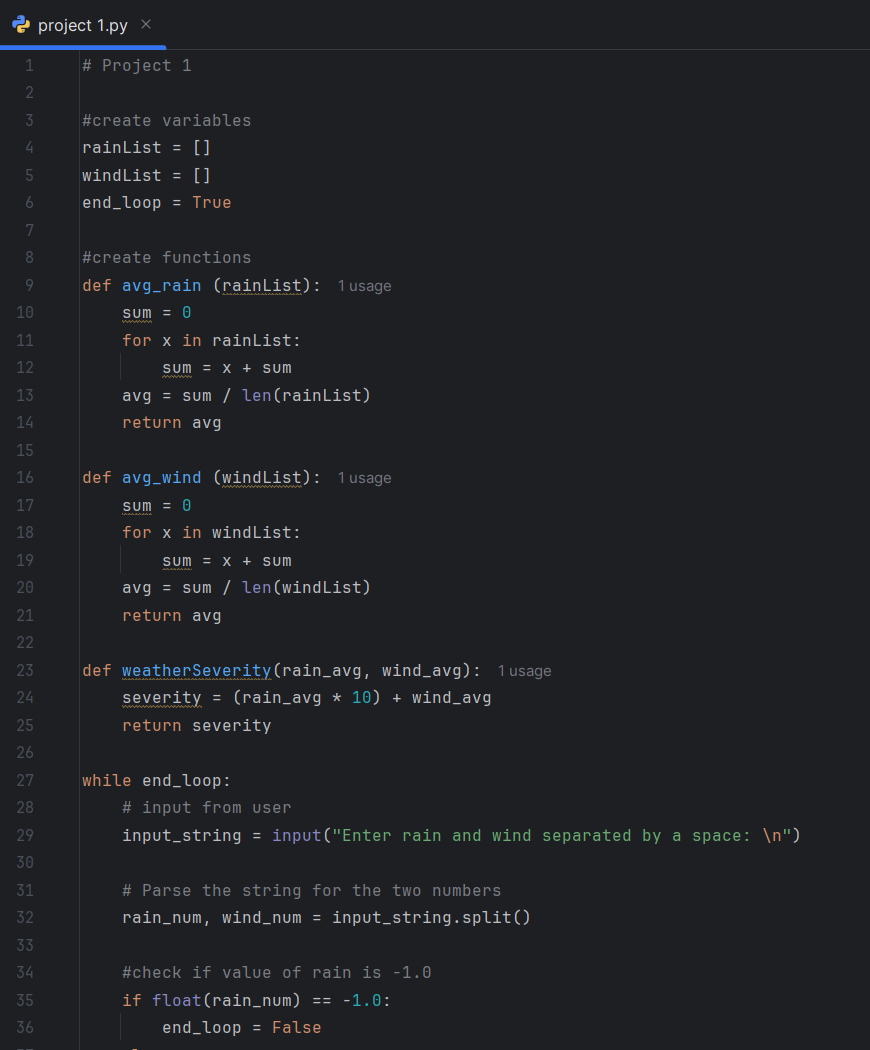 project 1.py
1 # Project 1
2
3 #create variables
4 rainList = []
5 windList = []
6 end_loop = True
7
8 #create functions
9 def avg_rain (rainList): 1 usage
10     sum = 0
11     for x in rainList:
12         sum = x + sum
13     avg = sum / len(rainList)
14     return avg
15
16 def avg_wind (windList): 1 usage
17     sum = 0
18     for x in windList:
19         sum = x + sum
20     avg = sum / len(windList)
21     return avg
22
23 def weatherSeverity(rain_avg, wind_avg): 1 usage
24     severity = (rain_avg * 10) + wind_avg
25     return severity
26
27 while end_loop:
28     # input from user
29     input_string = input("Enter rain and wind separated by a space: \n")
30
31     # Parse the string for the two numbers
32     rain_num, wind_num = input_string.split()
33
34     #check if value of rain is -1.0
35     if float(rain_num) == -1.0:
36         end_loop = False